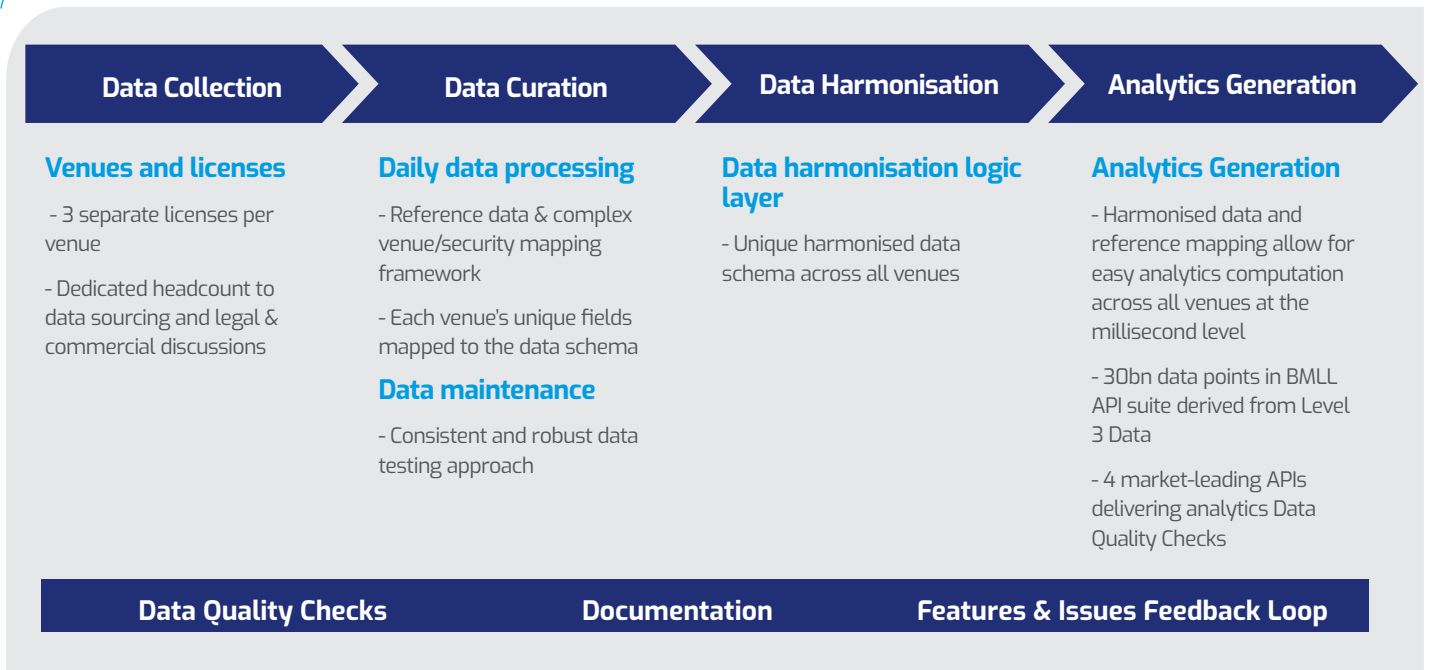 Data Collection
Data Curation
Data Harmonisation
Analytics Generation
Venues and licenses
- 3 separate licenses per
venue
- Dedicated headcount to
data sourcing and legal &
commercial discussions
Daily data processing
- Reference data & complex
venue/security mapping
framework
- Each venue's unique fields
mapped to the data schema
Data maintenance
- Consistent and robust data
testing approach
Data harmonisation logic
layer
- Unique harmonised data
schema across all venues
Analytics Generation
- Harmonised data and
reference mapping allow for
easy analytics computation
across all venues at the
millisecond level
- 30bn data points in BMLL
API suite derived from Level
3 Data
- 4 market-leading APIs
delivering analytics Data
Quality Checks
Data Quality Checks
Documentation
Features & Issues Feedback Loop